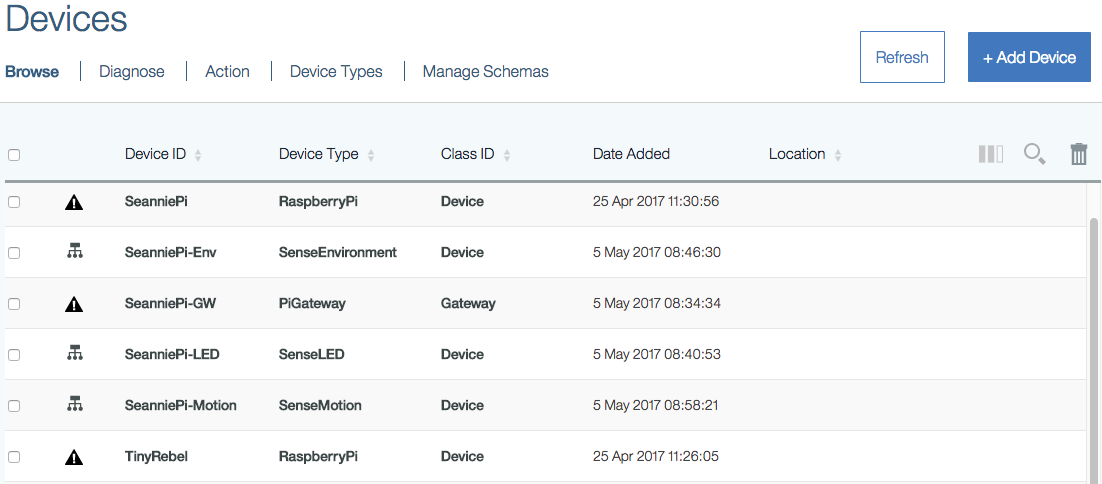 Devices
Browse Diagnose Action Device Types Manage Schemas
Refresh
+ Add Device
Device ID Device Type Class ID Date Added Location
SeanniePi RaspberryPi Device 25 Apr 2017 11:30:56
SeanniePi-Env SenseEnvironment Device 5 May 2017 08:46:30
SeanniePi-GW PiGateway Gateway 5 May 2017 08:34:34
SeanniePi-LED SenseLED Device 5 May 2017 08:40:53
SeanniePi-Motion SenseMotion Device 5 May 2017 08:58:21
TinyRebel RaspberryPi Device 25 Apr 2017 11:26:05